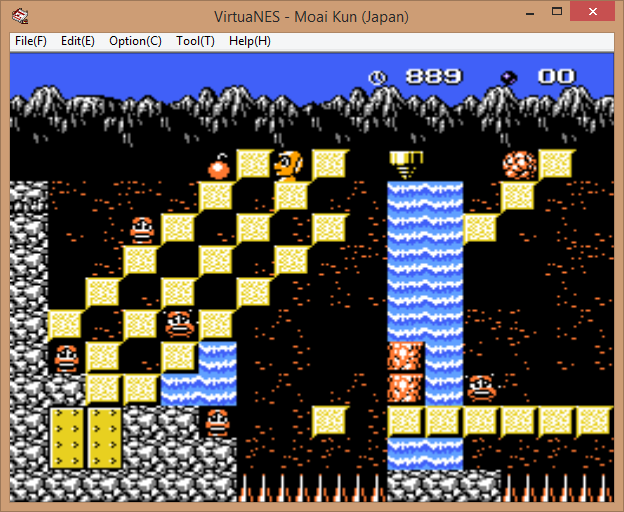 VirtuaNES - Moai Kun (Japan)
File(F) Edit(E) Option(C) Tool(T) Help(H)
889 00